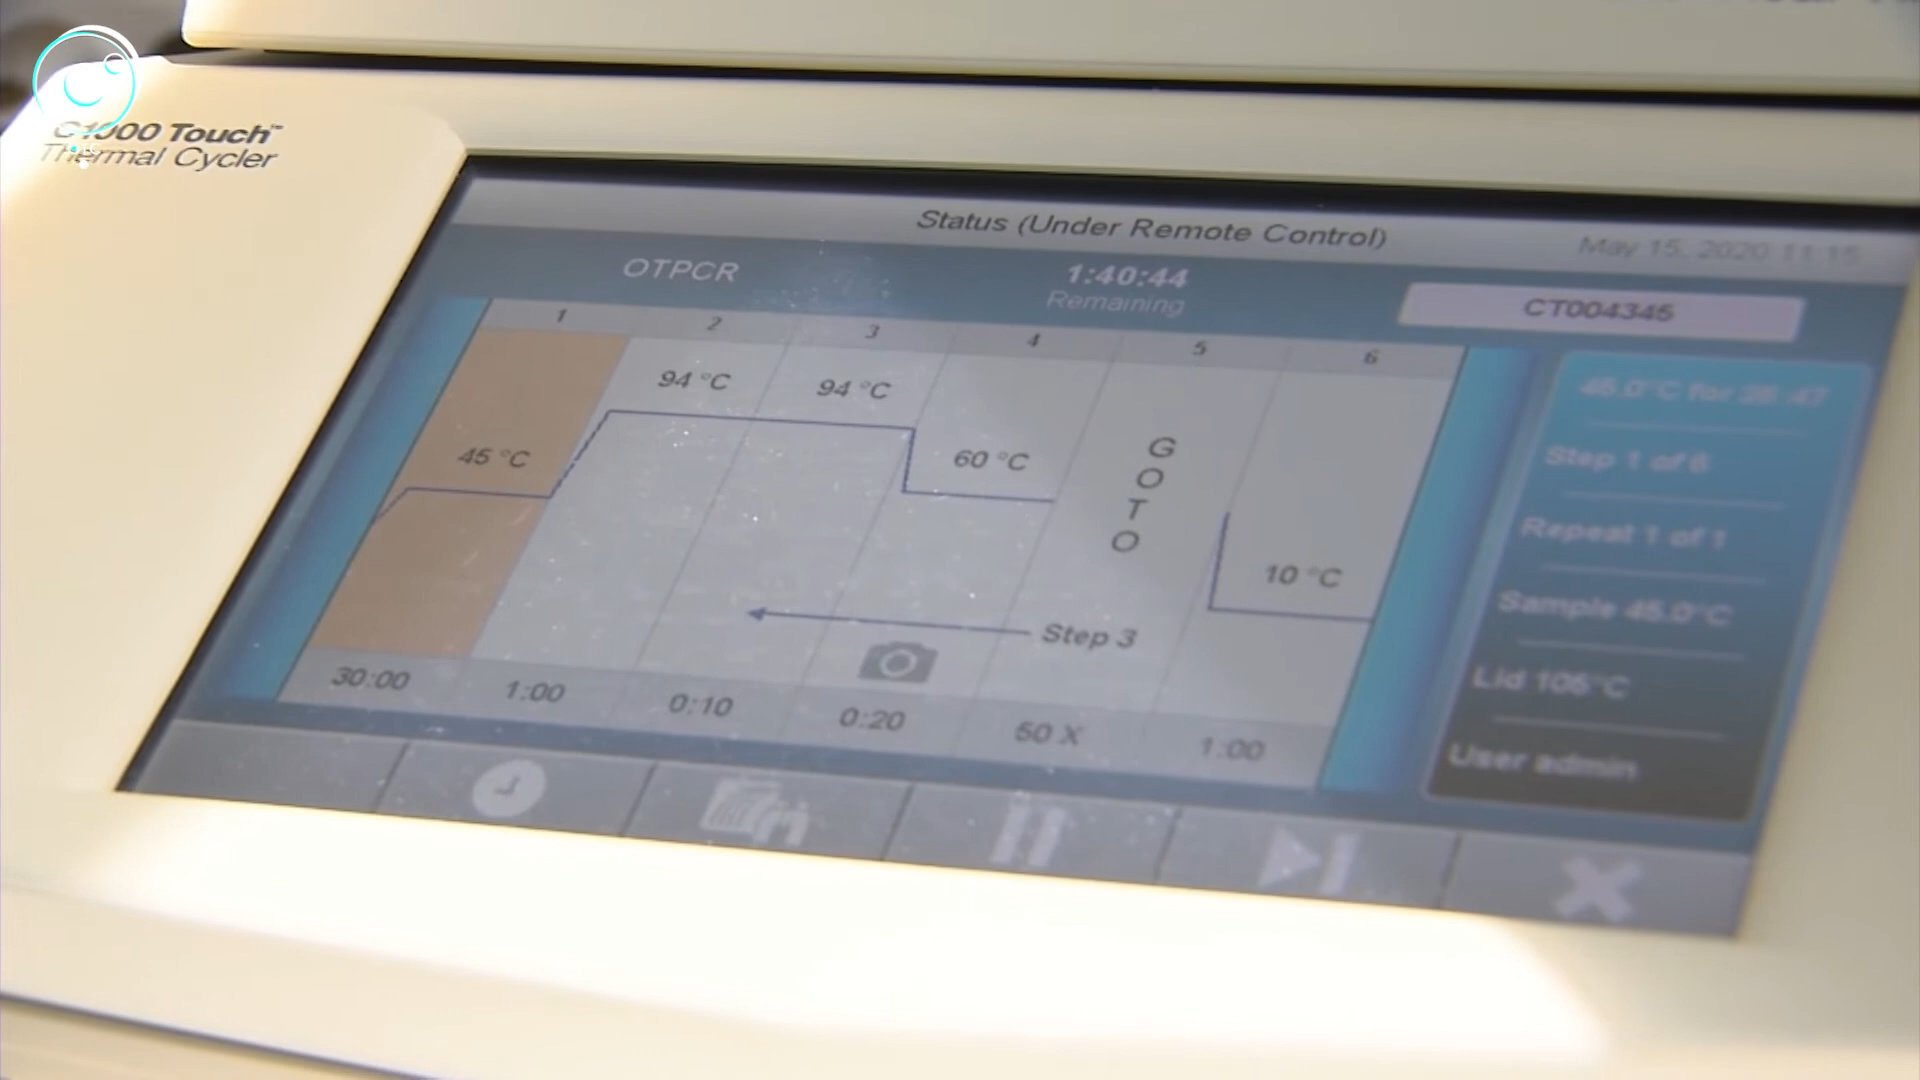 C1000 Touch™
Thermal Cycler
Status (Under Remote Control)
May 15, 2020 11:15
OTPCR
1:40:44
Remaining
CT004345
1
2
3
4
5
6
45 °C
94 °C
94 °C
60 °C
GOTO
10 °C
Step 3
30:00
1:00
0:10
0:20
50 X
1:00
45.0°C for 28:47
Step 1 of 6
Repeat 1 of 1
Sample 45.0°C
Lid 105°C
User admin